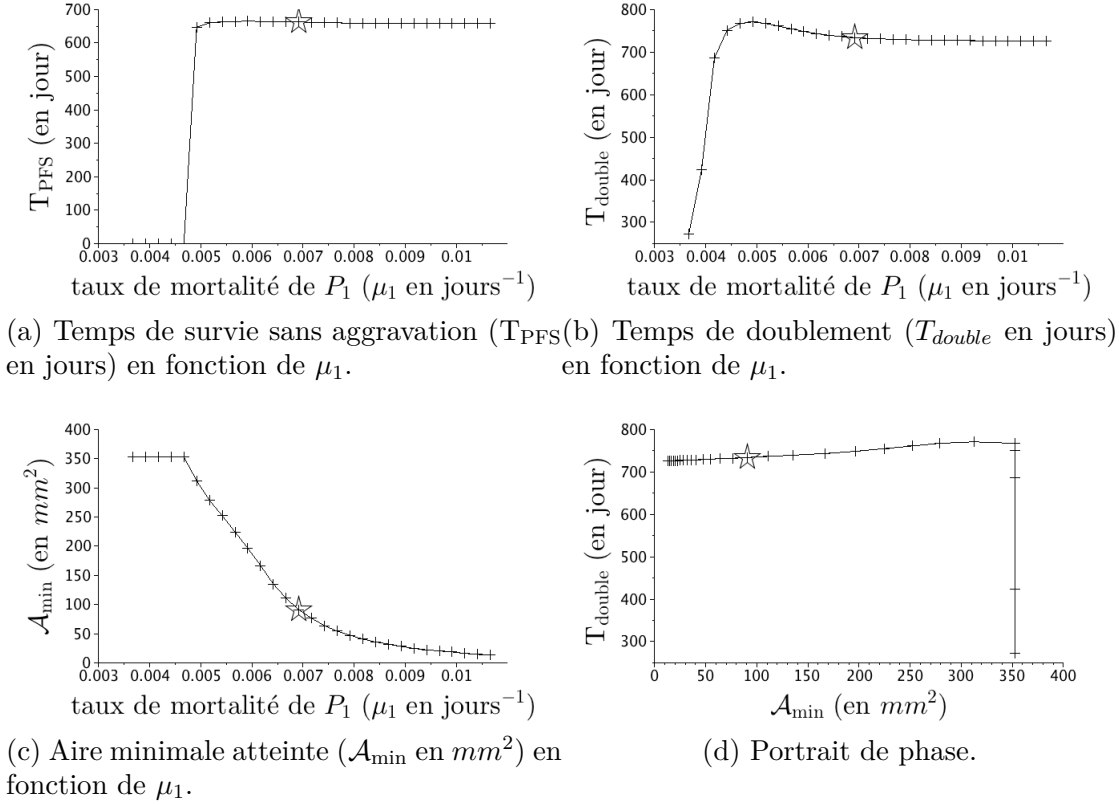 700
600
500
400
300
200
100
0
T_PFS (en jour)
0.003 0.004 0.005 0.006 0.007 0.008 0.009 0.01
taux de mortalité de P₁ (μ₁ en jours⁻¹)
(a) Temps de survie sans aggravation (T_PFS
en jours) en fonction de μ₁.
800
700
600
500
400
300
T_double (en jour)
0.003 0.004 0.005 0.006 0.007 0.008 0.009 0.01
taux de mortalité de P₁ (μ₁ en jours⁻¹)
(b) Temps de doublement (T_double en jours)
en fonction de μ₁.
400
350
300
250
200
150
100
50
0
𝒜_min (en mm²)
0.003 0.004 0.005 0.006 0.007 0.008 0.009 0.01
taux de mortalité de P₁ (μ₁ en jours⁻¹)
(c) Aire minimale atteinte (𝒜_min en mm²) en
fonction de μ₁.
800
700
600
500
400
300
T_double (en jour)
0 50 100 150 200 250 300 350 400
𝒜_min (en mm²)
(d) Portrait de phase.